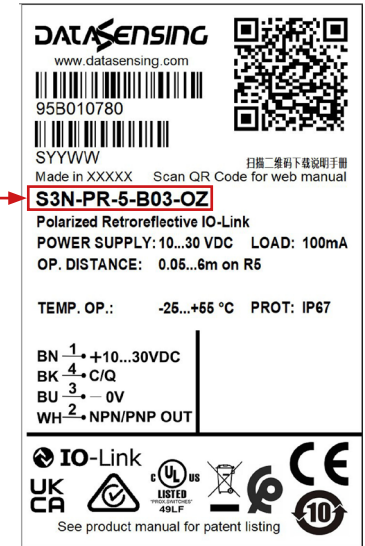 DATASENSING
www.datasensing.com
95B010780
SYYWW
扫描二维码下载说明手册
Made in XXXXX Scan QR Code for web manual
S3N-PR-5-B03-OZ
Polarized Retroreflective IO-Link
POWER SUPPLY: 10...30 VDC LOAD: 100mA
OP. DISTANCE: 0.05...6m on R5
TEMP. OP.: -25...+55 °C PROT: IP67
BN 1 +10...30VDC
BK 4 C/Q
BU 3 – 0V
WH 2 NPN/PNP OUT
IO-Link
UK
CA
C UL US
LISTED
"PROX.SWITCHES"
49LF
CE
10
See product manual for patent listing